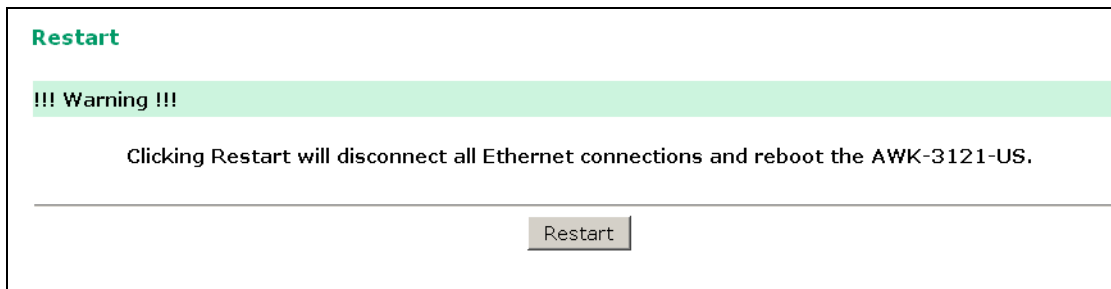 Restart
!!! Warning !!!
Clicking Restart will disconnect all Ethernet connections and reboot the AWK-3121-US.
Restart